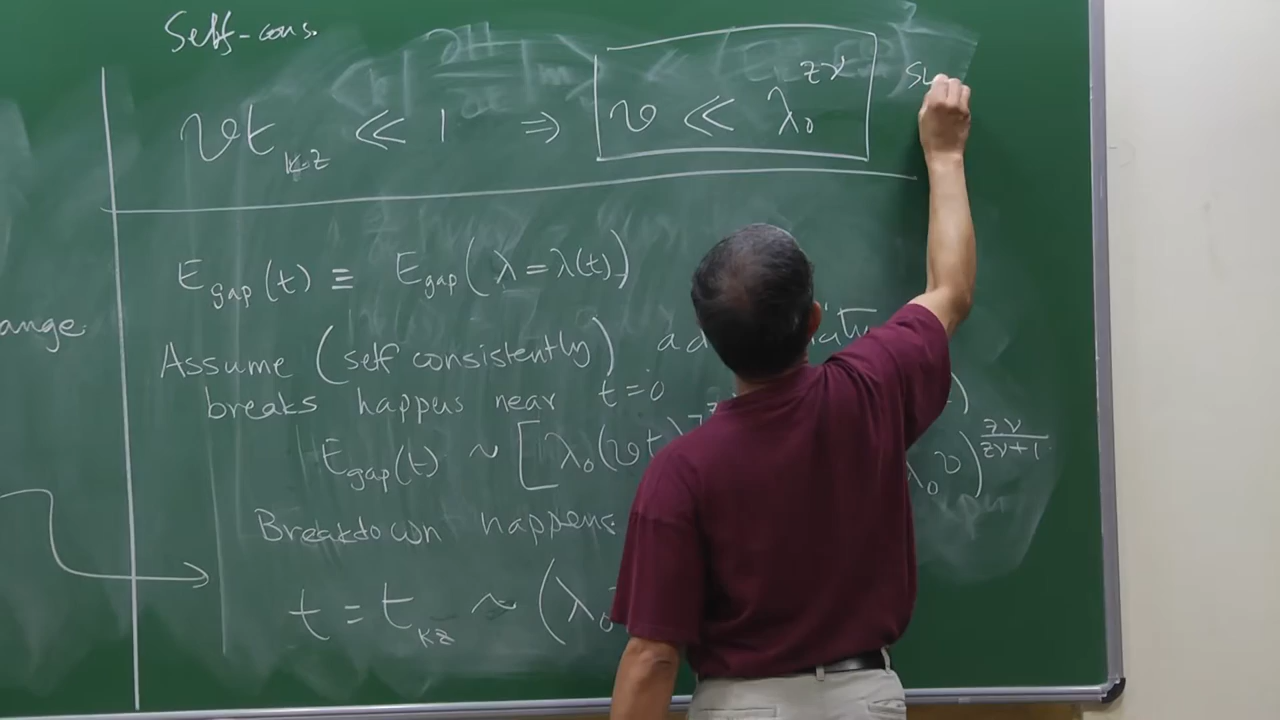 Self-cons.
vt_KZ ≪ 1 ⇒ v ≪ λ₀^zν
E_gap(t) ≡ E_gap(λ=λ(t))
ange
Assume (self consistently)
breaks happens near t=0
E_gap(t) ~ [λ₀(vt) λ₀v)^(zν/(zν+1))
Breakdown happens
t = t_KZ ~ (λ₀